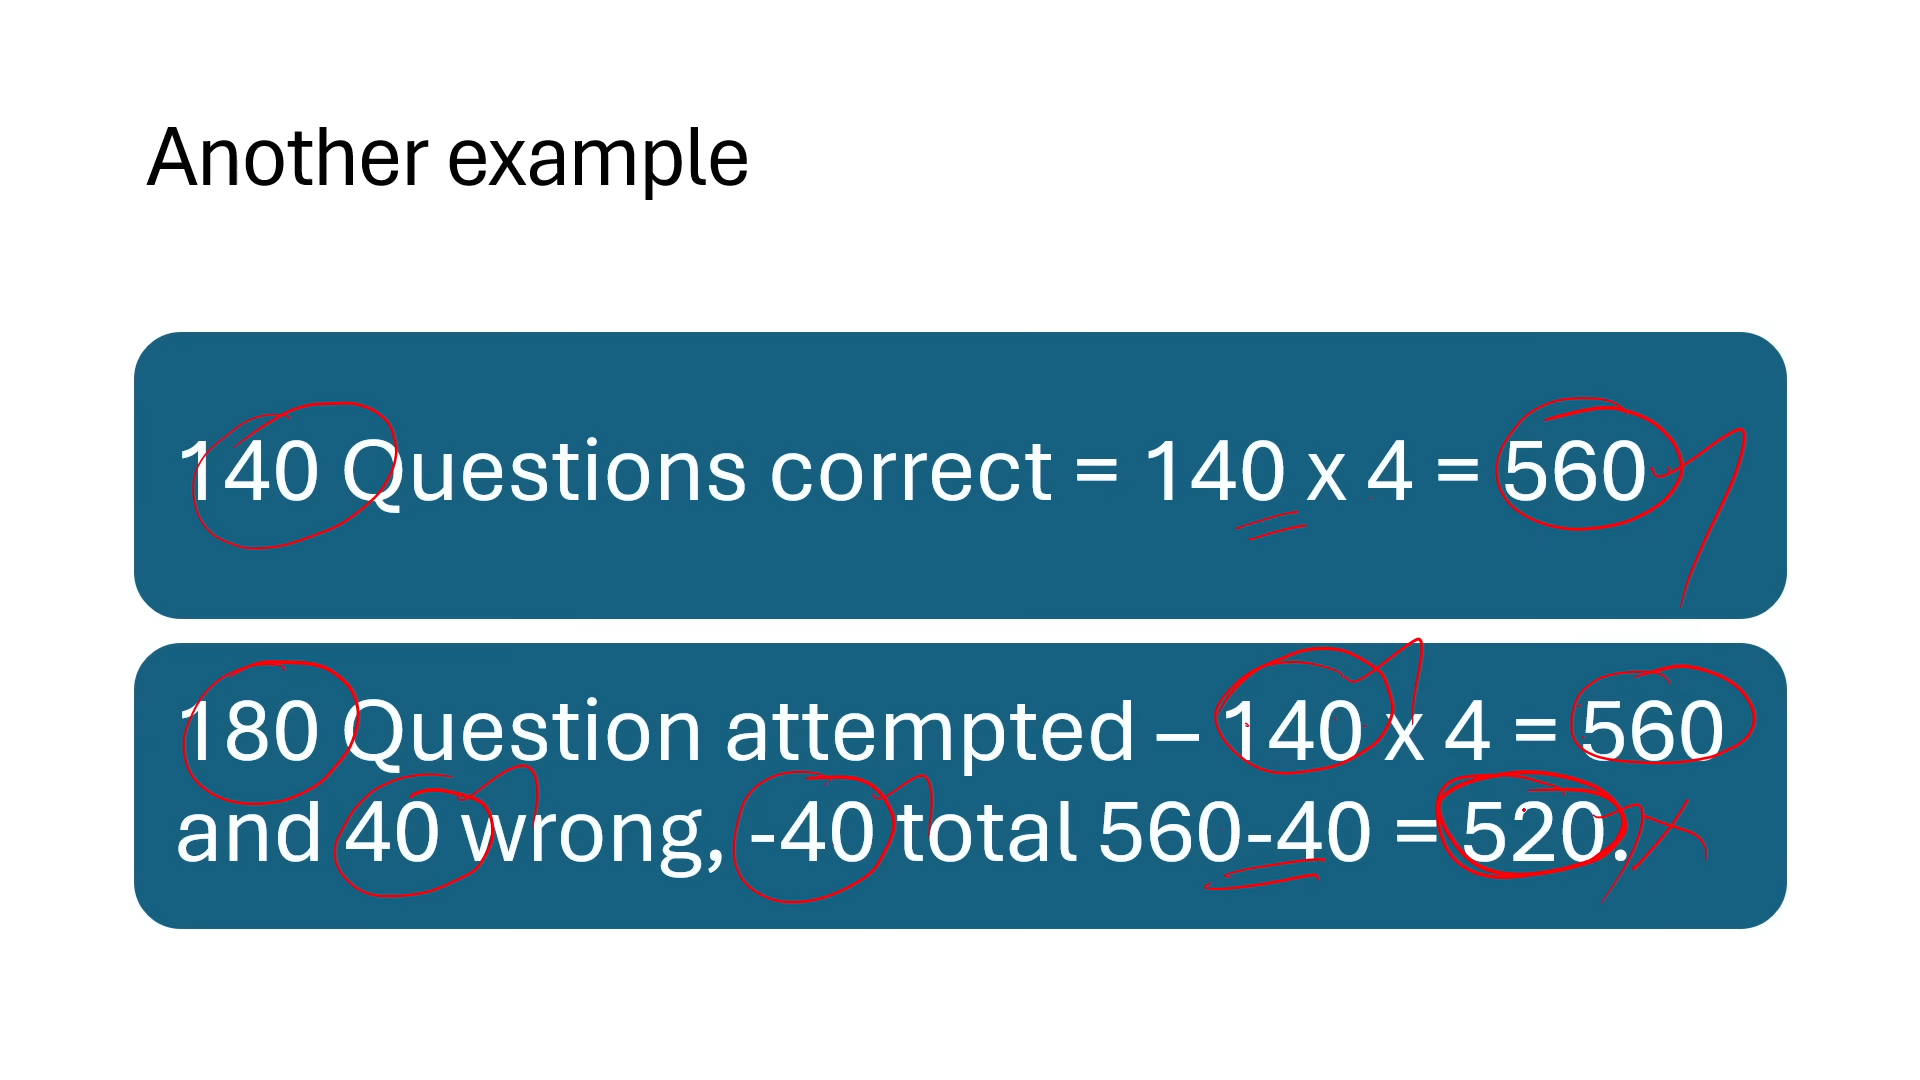 Another example
140 Questions correct = 140 x 4 = 560
180 Question attempted – 140 x 4 = 560
and 40 wrong, -40 total 560-40 = 520.